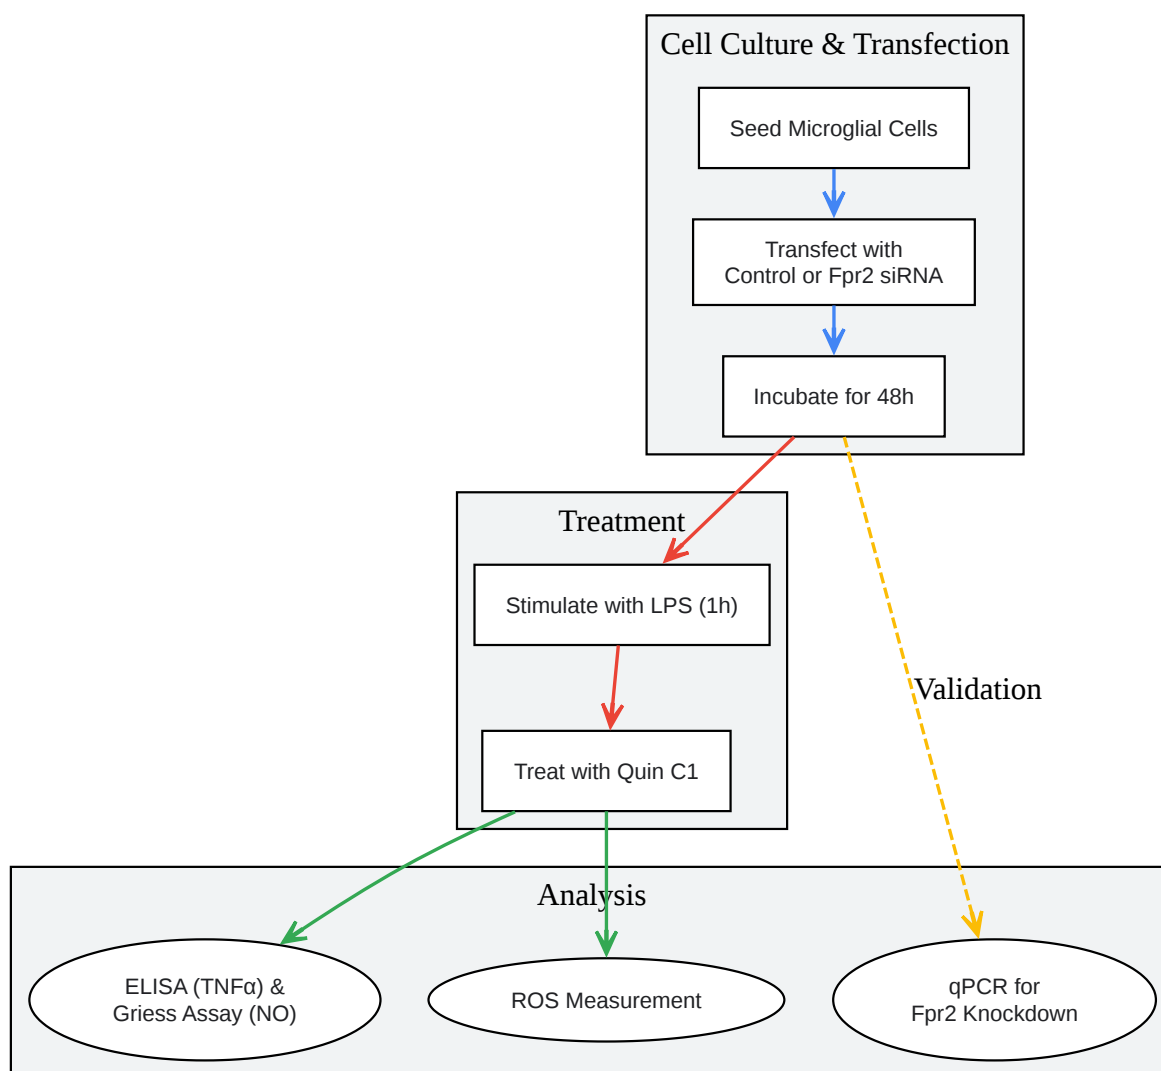 Cell Culture & Transfection
Seed Microglial Cells
Transfect with
Control or Fpr2 siRNA
Incubate for 48h
Treatment
Stimulate with LPS (1h)
Validation
Treat with Quin C1
Analysis
ELISA (TNFα) &
Griess Assay (NO)
ROS Measurement
qPCR for
Fpr2 Knockdown